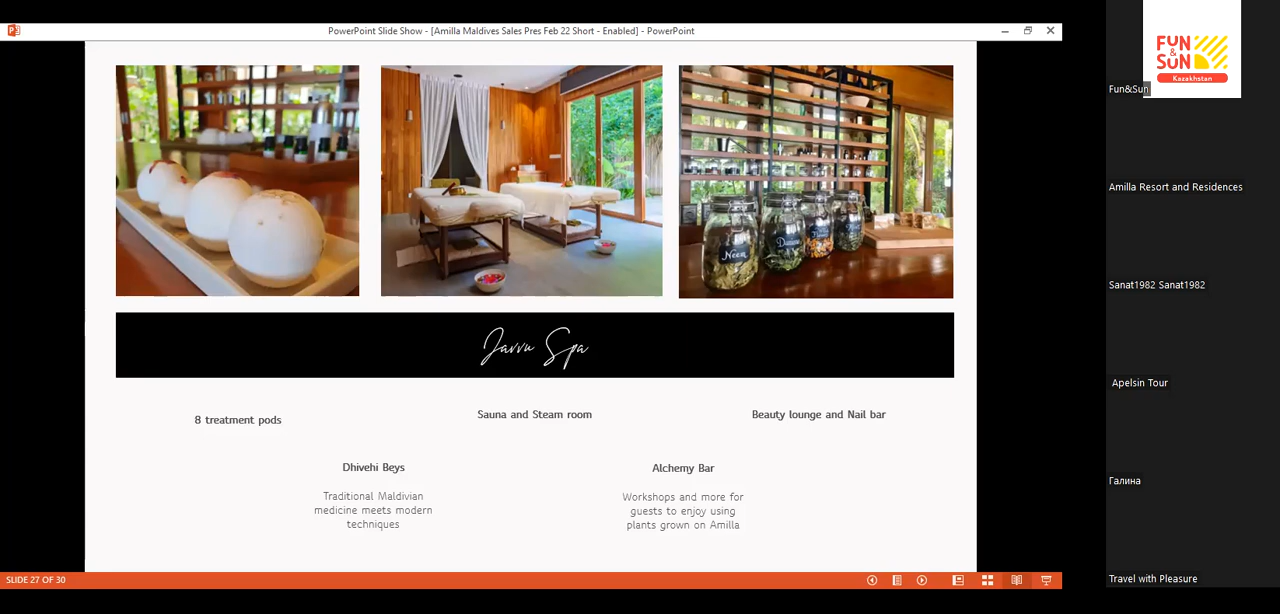 PowerPoint Slide Show - [Amilla Maldives Sales Pres Feb 22 Short - Enabled] - PowerPoint
FUN
&
SUN
Kazakhstan
Fun&Sun
Amilla Resort and Residences
Sanat1982 Sanat1982
Apelsin Tour
Галина
Travel with Pleasure
Neem
Javvu Spa
8 treatment pods
Sauna and Steam room
Beauty lounge and Nail bar
Dhivehi Beys
Traditional Maldivian
medicine meets modern
techniques
Alchemy Bar
Workshops and more for
guests to enjoy using
plants grown on Amilla
SLIDE 27 OF 30